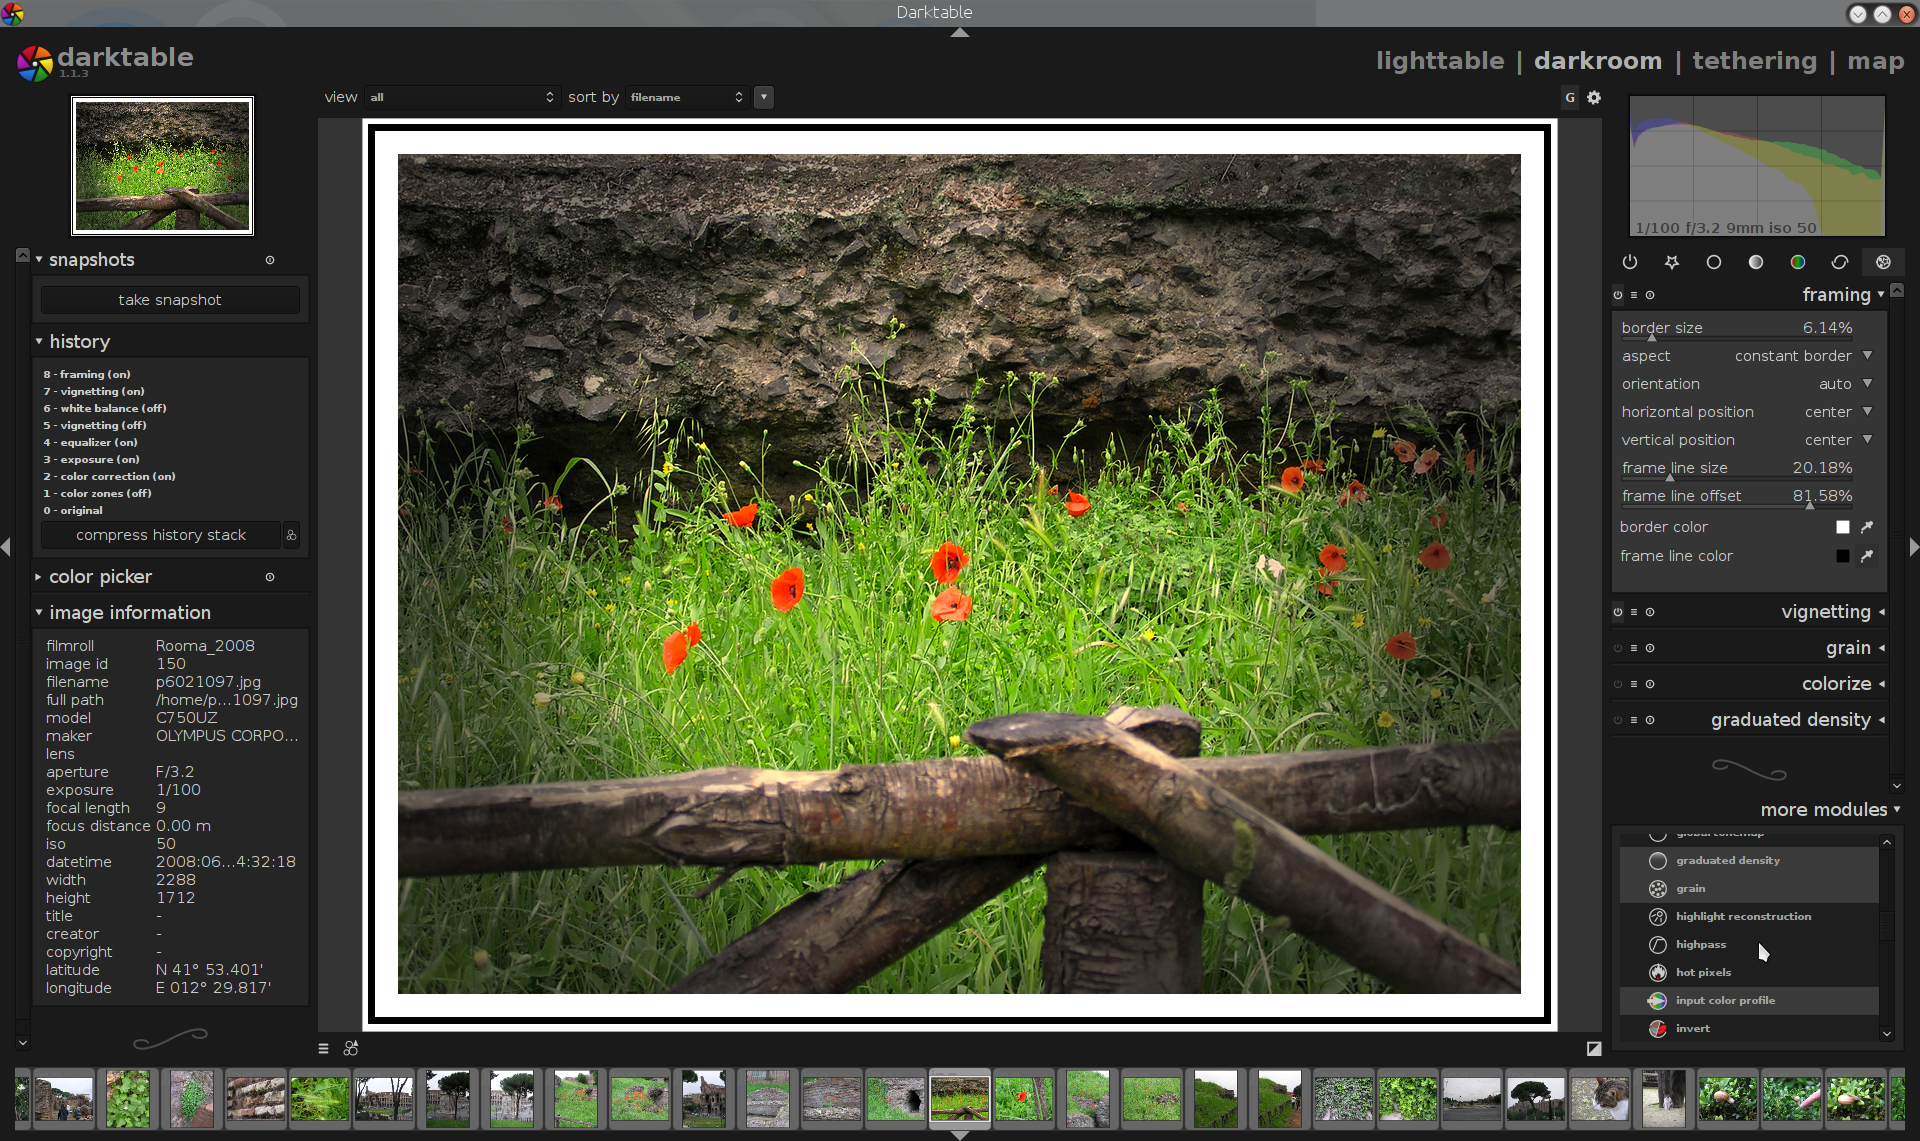 Darktable
darktable
1.1.3
lighttable | darkroom | tethering | map
view all sort by filename
G
1/100 f/3.2 9mm iso 50
snapshots
take snapshot
history
8 - framing (on)
7 - vignetting (on)
6 - white balance (off)
5 - vignetting (off)
4 - equalizer (on)
3 - exposure (on)
2 - color correction (on)
1 - color zones (off)
0 - original
compress history stack
color picker
image information
filmroll Rooma_2008
image id 150
filename p6021097.jpg
full path /home/p...1097.jpg
model C750UZ
maker OLYMPUS CORPO...
lens
aperture F/3.2
exposure 1/100
focal length 9
focus distance 0.00 m
iso 50
datetime 2008:06...4:32:18
width 2288
height 1712
title -
creator -
copyright -
latitude N 41° 53.401'
longitude E 012° 29.817'
framing
border size 6.14%
aspect constant border
orientation auto
horizontal position center
vertical position center
frame line size 20.18%
frame line offset 81.58%
border color
frame line color
vignetting
grain
colorize
graduated density
more modules
global tonemap
graduated density
grain
highlight reconstruction
highpass
hot pixels
input color profile
invert